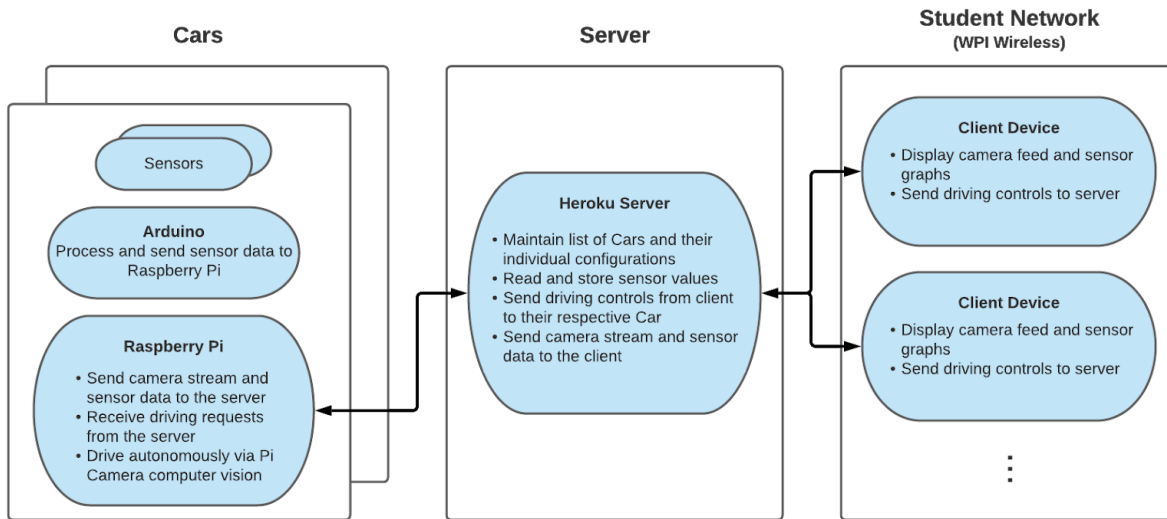 Cars
Sensors
Arduino
Process and send sensor data to
Raspberry Pi
Raspberry Pi
• Send camera stream and
sensor data to the server
• Receive driving requests
from the server
• Drive autonomously via Pi
Camera computer vision
Server
Heroku Server
• Maintain list of Cars and their
individual configurations
• Read and store sensor values
• Send driving controls from client
to their respective Car
• Send camera stream and sensor
data to the client
Student Network
(WPI Wireless)
Client Device
• Display camera feed and sensor
graphs
• Send driving controls to server
Client Device
• Display camera feed and sensor
graphs
• Send driving controls to server